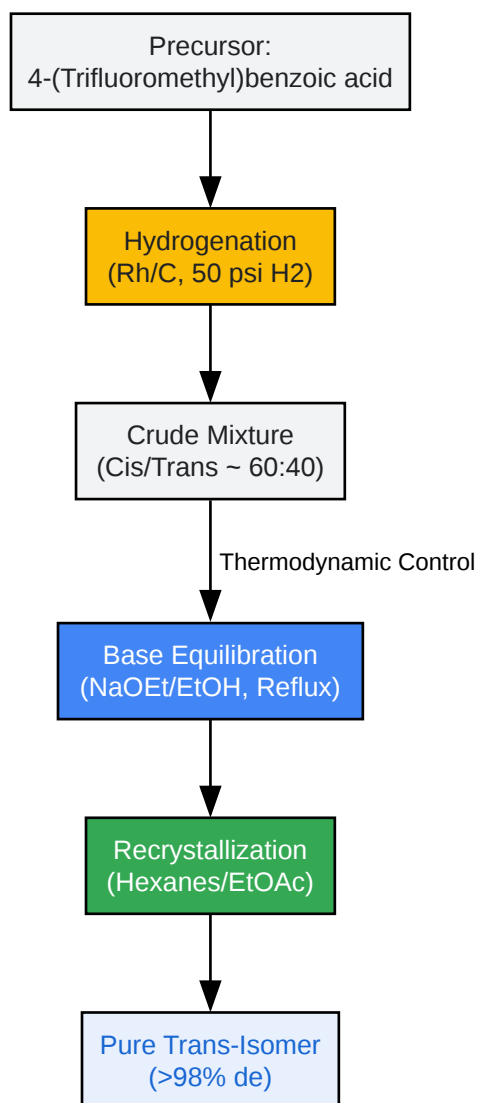 Precursor:
4-(Trifluoromethyl)benzoic acid
Hydrogenation
(Rh/C, 50 psi H2)
Crude Mixture
(Cis/Trans ~ 60:40)
Thermodynamic Control
Base Equilibration
(NaOEt/EtOH, Reflux)
Recrystallization
(Hexanes/EtOAc)
Pure Trans-Isomer
(>98% de)